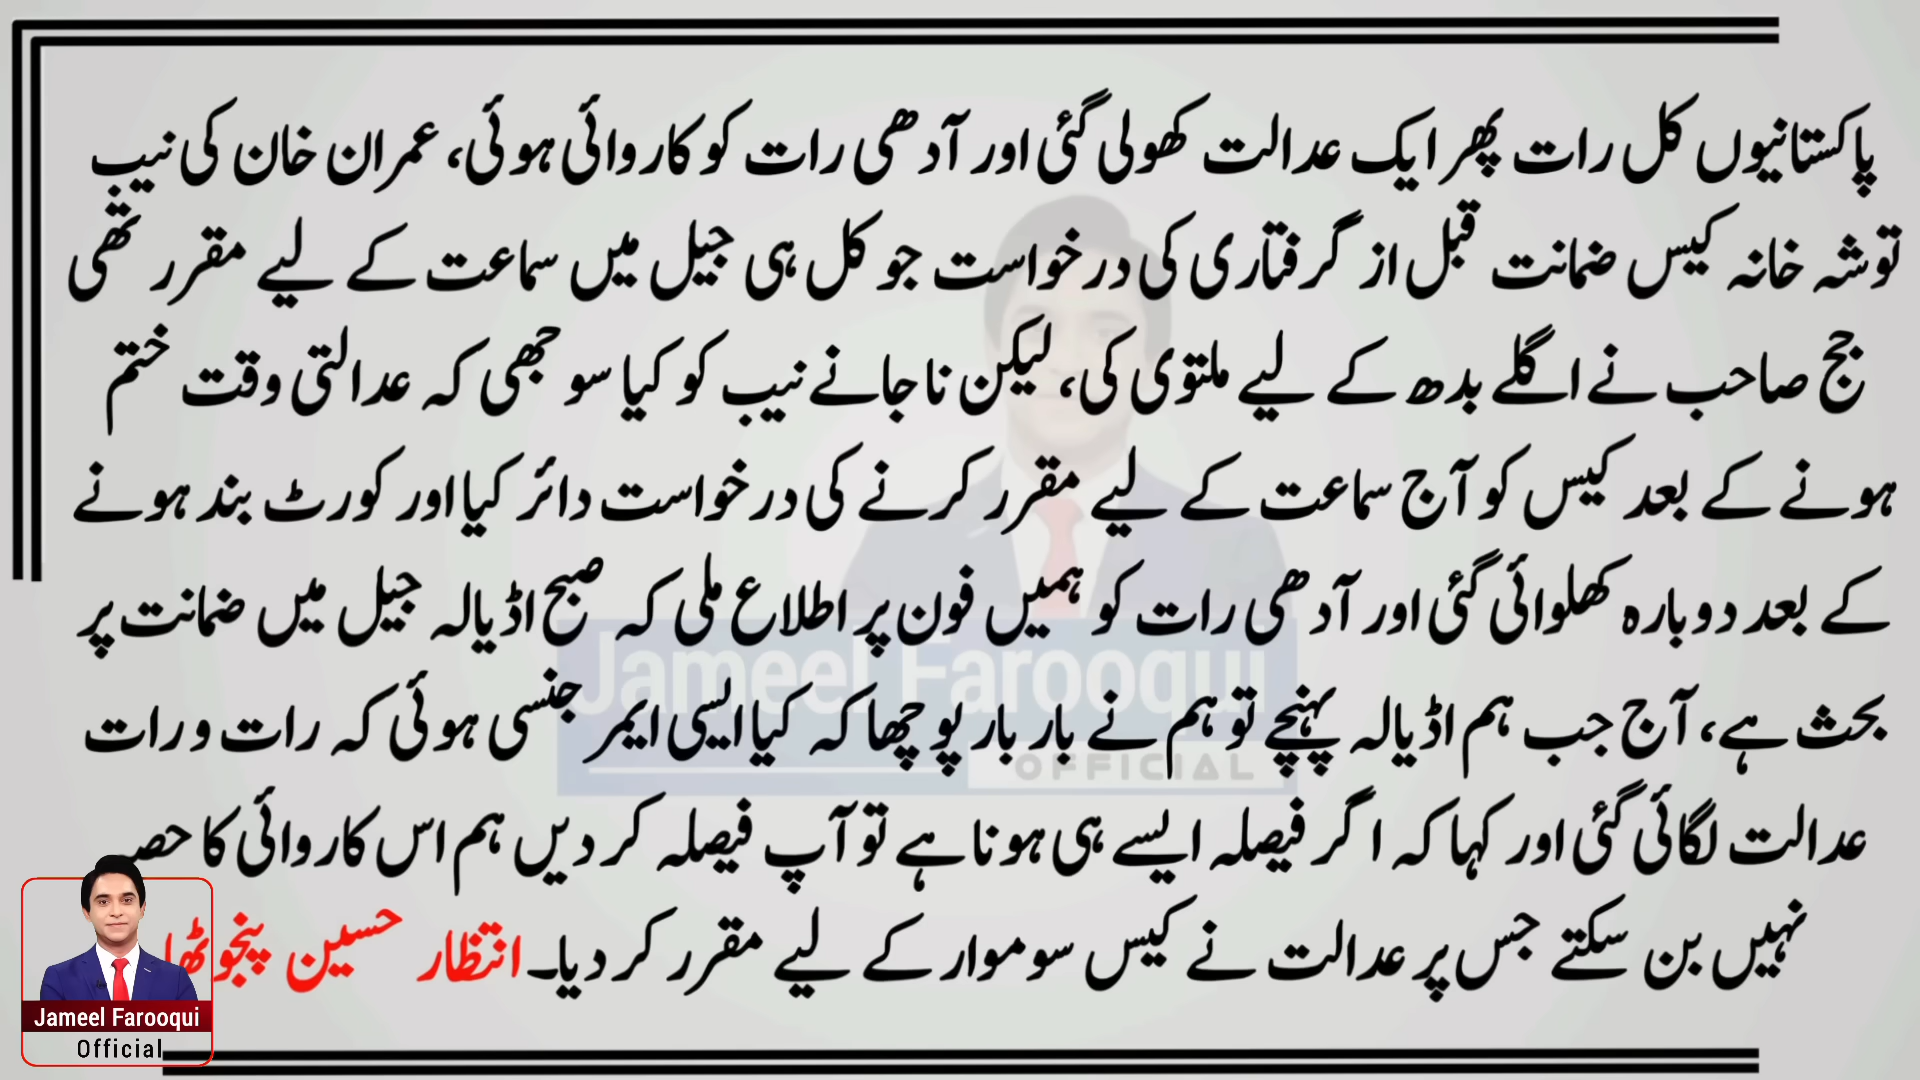 پاکستانیوں کل رات پھر ایک عدالت کھولی گئی اور آدھی رات کو کاروائی ہوئی، عمران خان کی نیب
توشہ خانہ کیس ضمانت قبل از گرفتاری کی درخواست جو کل ہی جیل میں سماعت کے لیے مقرر تھی
جج صاحب نے اگلے بدھ کے لیے ملتوی کی، لیکن ناجانے نیب کو کیا سوجھی کہ عدالتی وقت ختم
ہونے کے بعد کیس کو آج سماعت کے لیے مقرر کرنے کی درخواست دائر کیا اور کورٹ بند ہونے
کے بعد دوبارہ کھلوائی گئی اور آدھی رات کو ہمیں فون پر اطلاع ملی کہ صبح اڈیالہ جیل میں ضمانت پر
بحث ہے، آج جب ہم اڈیالہ پہنچے تو ہم نے بار بار پوچھا کہ کیا ایسی ایمرجنسی ہوئی کہ رات و رات
عدالت لگائی گئی اور کہا کہ اگر فیصلہ ایسے ہی ہونا ہے تو آپ فیصلہ کر دیں ہم اس کاروائی کا حصہ
نہیں بن سکتے جس پر عدالت نے کیس سوموار کے لیے مقرر کر دیا۔ انتظار حسین پنجوٹھا
Jameel Farooqui
OFFICIAL
Jameel Farooqui
Official